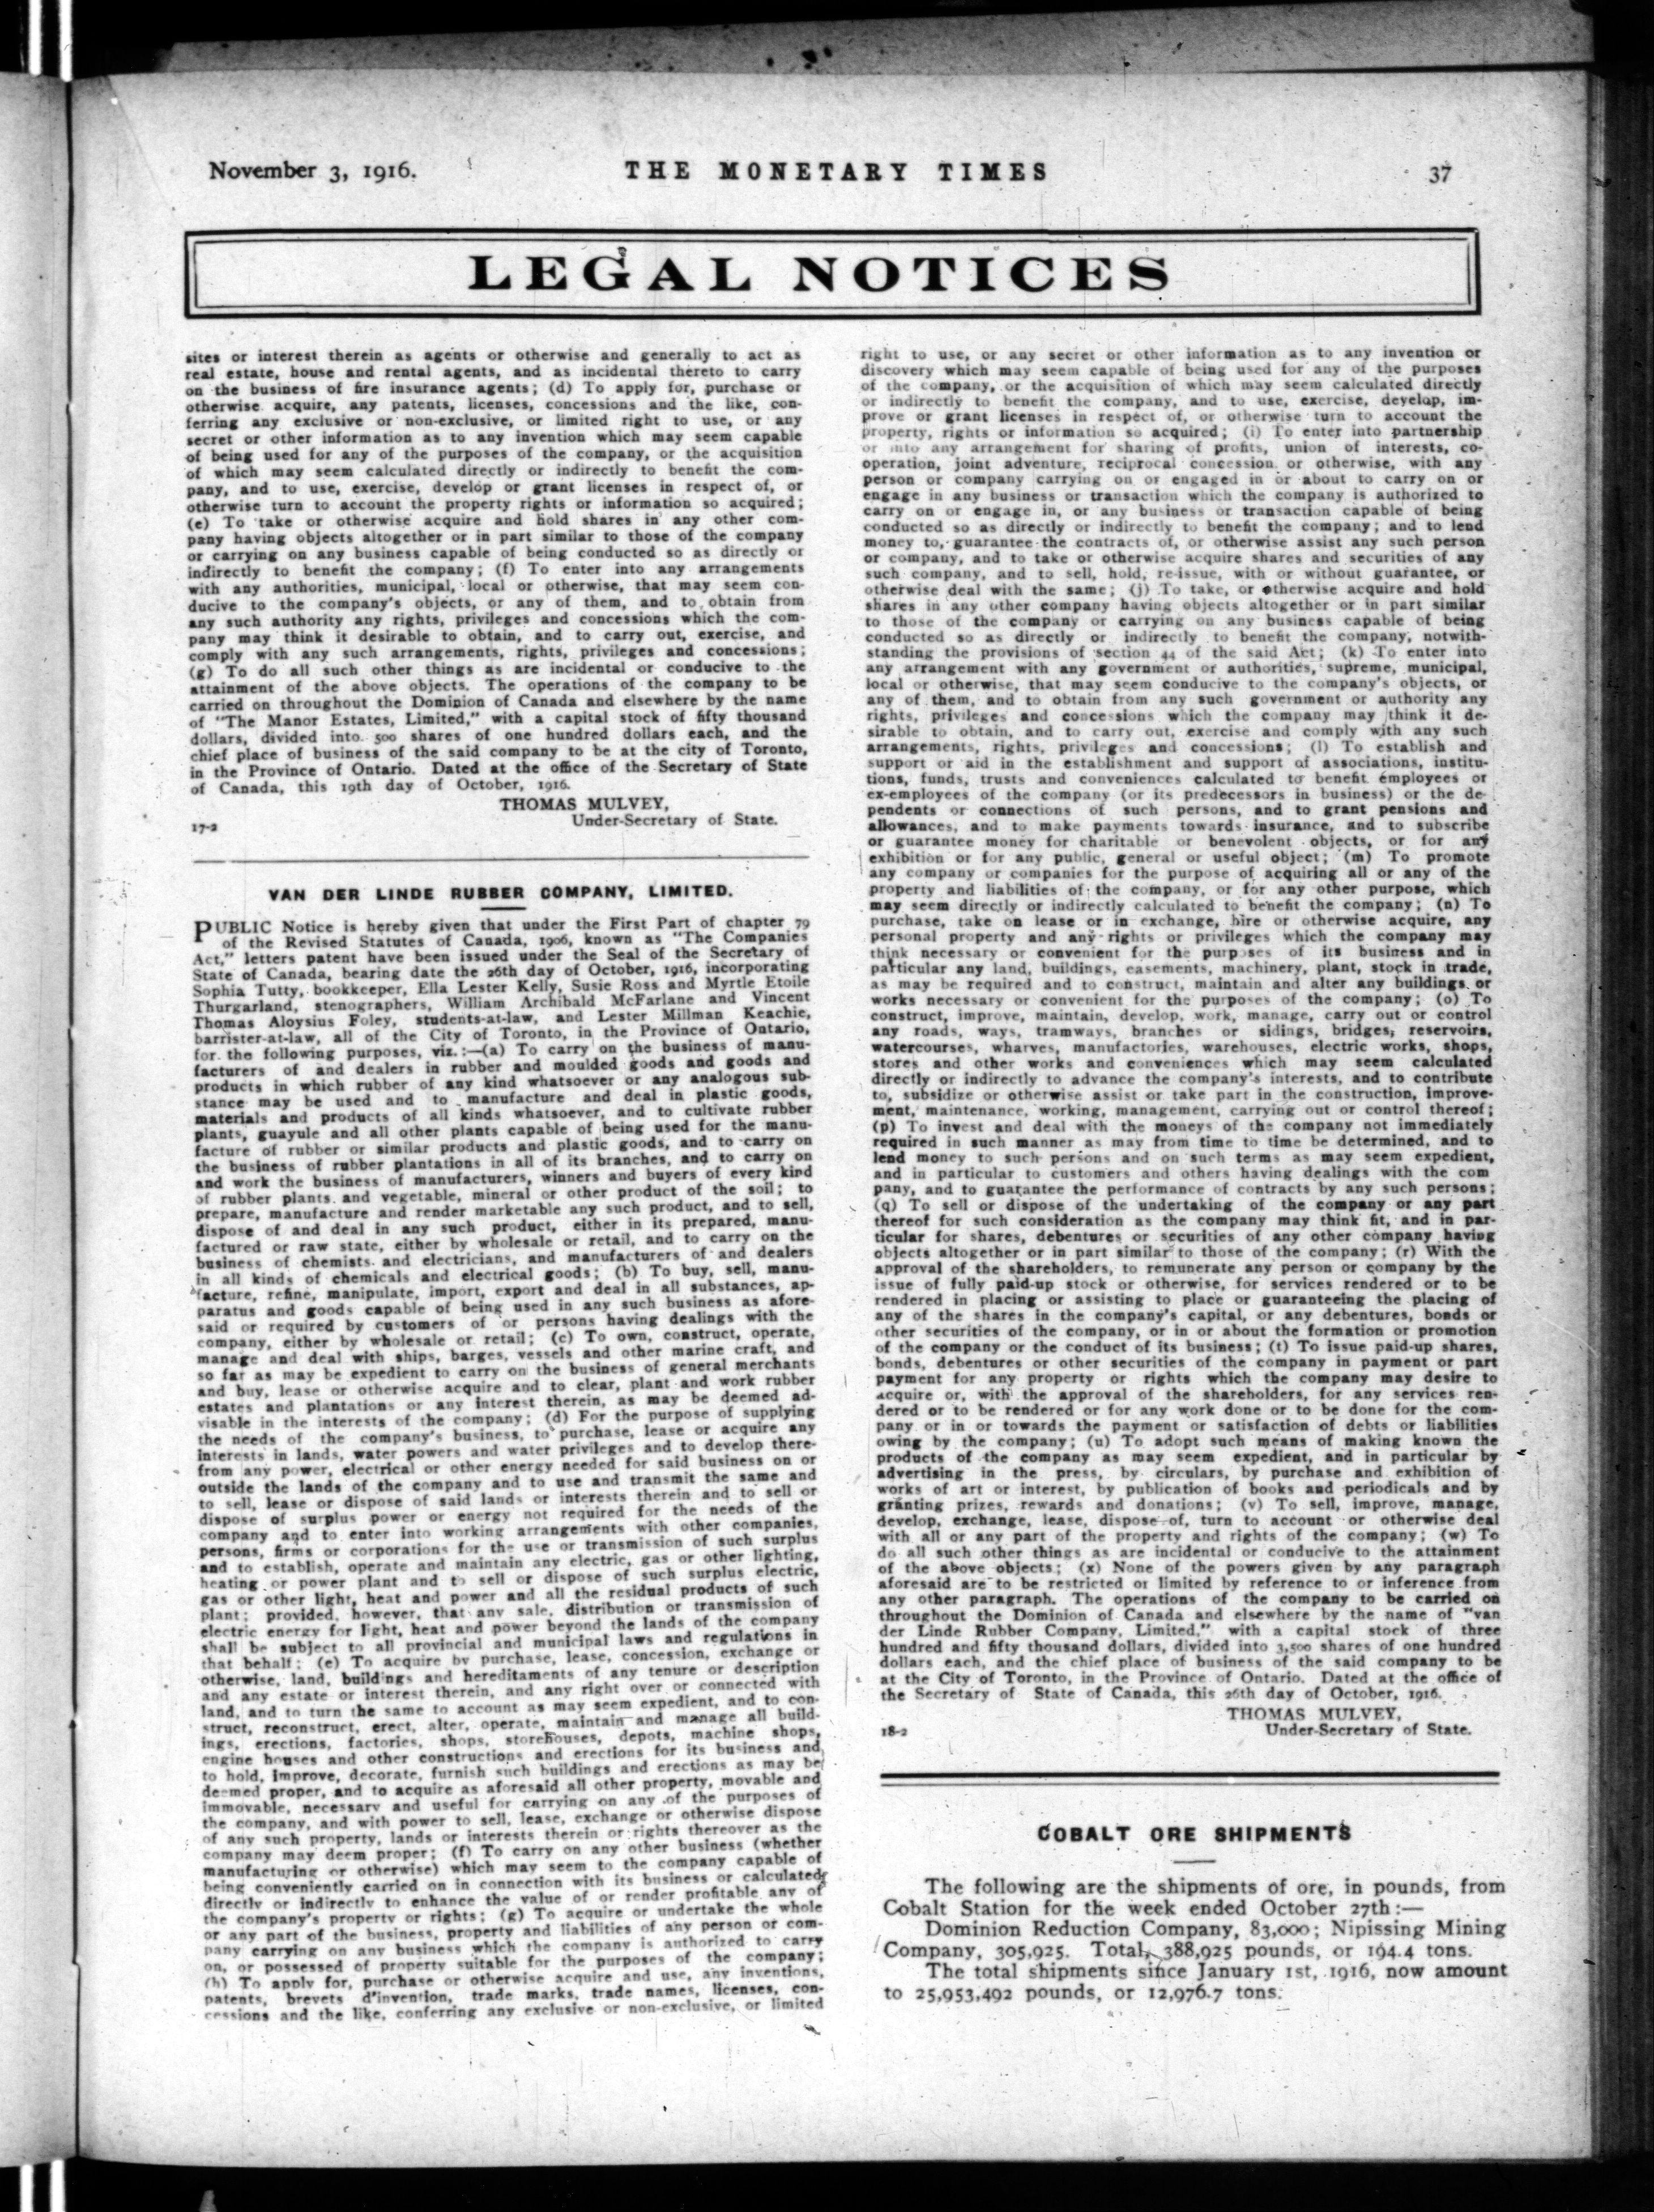 November 3, 1916.
THE MONETARY TIMES
37
LEGAL NOTICES
sites or interest therein as agents or otherwise and generally to act as
real estate, house and rental agents, and as incidental thereto to carry
on the business of fire insurance agents; (d) To apply for, purchase or
otherwise acquire, any patents, licenses, concessions and the like, con-
ferring any exclusive or non-exclusive, or limited right to use, or any
secret or other information as to any invention which may seem capable
of being used for any of the purposes of the company, or the acquisition
of which may seem calculated directly or indirectly to benefit the com-
pany, and to use, exercise, develop or grant licenses in respect of, or
otherwise turn to account the property rights or information so acquired;
(e) To take or otherwise acquire and hold shares in any other com-
pany having objects altogether or in part similar to those of the company
or carrying on any business capable of being conducted so as directly or
indirectly to benefit the company; (f) To enter into any arrangements
with any authorities, municipal, local or otherwise, that may seem con-
ducive to the company's objects, or any of them, and to obtain from
any such authority any rights, privileges and concessions which the com-
pany may think it desirable to obtain, and to carry out, exercise, and
comply with any such arrangements, rights, privileges and concessions;
(g) To do all such other things as are incidental or conducive to the
attainment of the above objects. The operations of the company to be
carried on throughout the Dominion of Canada and elsewhere by the name
of "The Manor Estates, Limited," with a capital stock of fifty thousand
dollars, divided into 500 shares of one hundred dollars each, and the
chief place of business of the said company to be at the city of Toronto,
in the Province of Ontario. Dated at the office of the Secretary of State
of Canada, this 19th day of October, 1916.
THOMAS MULVEY,
Under-Secretary of State.
17-2
VAN DER LINDE RUBBER COMPANY, LIMITED.
PUBLIC Notice is hereby given that under the First Part of chapter 79
of the Revised Statutes of Canada, 1906, known as "The Companies
Act," letters patent have been issued under the Seal of the Secretary of
State of Canada, bearing date the 26th day of October, 1916, incorporating
Sophia Tutty, bookkeeper, Ella Lester Kelly, Susie Ross and Myrtle Etoile
Thurgarland, stenographers, William Archibald McFarlane and Vincent
Thomas Aloysius Foley, students-at-law, and Lester Millman Keachie,
barrister-at-law, all of the City of Toronto, in the Province of Ontario,
for the following purposes, viz.:—(a) To carry on the business of manu-
facturers of and dealers in rubber and moulded goods and goods and
products in which rubber of any kind whatsoever or any analogous sub-
stance may be used and to manufacture and deal in plastic goods,
materials and products of all kinds whatsoever, and to cultivate rubber
plants, guayule and all other plants capable of being used for the manu-
facture of rubber or similar products and plastic goods, and to carry on
the business of rubber plantations in all of its branches, and to carry on
and work the business of manufacturers, winners and buyers of every kind
of rubber plants and vegetable, mineral or other product of the soil; to
prepare, manufacture and render marketable any such product, and to sell,
dispose of and deal in any such product, either in its prepared, manu-
factured or raw state, either by wholesale or retail, and to carry on the
business of chemists and electricians, and manufacturers of and dealers
in all kinds of chemicals and electrical goods; (b) To buy, sell, manu-
facture, refine, manipulate, import, export and deal in all substances, ap-
paratus and goods capable of being used in any such business as afore-
said or required by customers of or persons having dealings with the
company, either by wholesale or retail; (c) To own, construct, operate,
manage and deal with ships, barges, vessels and other marine craft, and
so far as may be expedient to carry on the business of general merchants
and buy, lease or otherwise acquire and to clear, plant and work rubber
estates and plantations or any interest therein, as may be deemed ad-
visable in the interests of the company; (d) For the purpose of supplying
the needs of the company's business, to purchase, lease or acquire any
interests in lands, water powers and water privileges and to develop there-
from any power, electrical or other energy needed for said business on or
outside the lands of the company and to use and transmit the same and
to sell, lease or dispose of said lands or interests therein and to sell or
dispose of surplus power or energy not required for the needs of the
company and to enter into working arrangements with other companies,
persons, firms or corporations for the use or transmission of such surplus
and to establish, operate and maintain any electric, gas or other lighting,
heating or power plant and to sell or dispose of such surplus electric,
gas or other light, heat and power and all the residual products of such
plant; provided, however, that any sale, distribution or transmission of
electric energy for light, heat and power beyond the lands of the company
shall be subject to all provincial and municipal laws and regulations in
that behalf; (e) To acquire by purchase, lease, concession, exchange or
otherwise, land, buildings and hereditaments of any tenure or description
and any estate or interest therein, and any right over or connected with
land, and to turn the same to account as may seem expedient, and to con-
struct, reconstruct, erect, alter, operate, maintain and manage all build-
ings, erections, factories, shops, storehouses, depots, machine shops,
engine houses and other constructions and erections for its business and
to hold, improve, decorate, furnish such buildings and erections as may be
deemed proper, and to acquire as aforesaid all other property, movable and
immovable, necessary and useful for carrying on any of the purposes of
the company, and with power to sell, lease, exchange or otherwise dispose
of any such property, lands or interests therein or rights thereover as the
company may deem proper; (f) To carry on any other business (whether
manufacturing or otherwise) which may seem to the company capable of
being conveniently carried on in connection with its business or calculated
directly or indirectly to enhance the value of or render profitable any of
the company's property or rights; (g) To acquire or undertake the whole
or any part of the business, property and liabilities of any person or com-
pany carrying on any business which the company is authorized to carry
on, or possessed of property suitable for the purposes of the company;
(h) To apply for, purchase or otherwise acquire and use, any inventions,
patents, brevets d'invention, trade marks, trade names, licenses, con-
cessions and the like, conferring any exclusive or non-exclusive, or limited
right to use, or any secret or other information as to any invention or
discovery which may seem capable of being used for any of the purposes
of the company, or the acquisition of which may seem calculated directly
or indirectly to benefit the company, and to use, exercise, develop, im-
prove or grant licenses in respect of, or otherwise turn to account the
property, rights or information so acquired; (i) To enter into partnership
or into any arrangement for sharing of profits, union of interests, co-
operation, joint adventure, reciprocal concession or otherwise, with any
person or company carrying on or engaged in or about to carry on or
engage in any business or transaction which the company is authorized to
carry on or engage in, or any business or transaction capable of being
conducted so as directly or indirectly to benefit the company; and to lend
money to, guarantee the contracts of, or otherwise assist any such person
or company, and to take or otherwise acquire shares and securities of any
such company, and to sell, hold, re-issue, with or without guarantee, or
otherwise deal with the same; (j) To take, or otherwise acquire and hold
shares in any other company having objects altogether or in part similar
to those of the company or carrying on any business capable of being
conducted so as directly or indirectly to benefit the company, notwith-
standing the provisions of section 44 of the said Act; (k) To enter into
any arrangement with any government or authorities, supreme, municipal,
local or otherwise, that may seem conducive to the company's objects, or
any of them, and to obtain from any such government or authority any
rights, privileges and concessions which the company may think it de-
sirable to obtain, and to carry out, exercise and comply with any such
arrangements, rights, privileges and concessions; (l) To establish and
support or aid in the establishment and support of associations, institu-
tions, funds, trusts and conveniences calculated to benefit employees or
ex-employees of the company (or its predecessors in business) or the de-
pendents or connections of such persons, and to grant pensions and
allowances, and to make payments towards insurance, and to subscribe
or guarantee money for charitable or benevolent objects, or for any
exhibition or for any public, general or useful object; (m) To promote
any company or companies for the purpose of acquiring all or any of the
property and liabilities of the company, or for any other purpose, which
may seem directly or indirectly calculated to benefit the company; (n) To
purchase, take on lease or in exchange, hire or otherwise acquire, any
personal property and any rights or privileges which the company may
think necessary or convenient for the purposes of its business and in
particular any land, buildings, easements, machinery, plant, stock in trade,
as may be required and to construct, maintain and alter any buildings or
works necessary or convenient for the purposes of the company; (o) To
construct, improve, maintain, develop, work, manage, carry out or control
any roads, ways, tramways, branches or sidings, bridges, reservoirs,
watercourses, wharves, manufactories, warehouses, electric works, shops,
stores and other works and conveniences which may seem calculated
directly or indirectly to advance the company's interests, and to contribute
to, subsidize or otherwise assist or take part in the construction, improve-
ment, maintenance, working, management, carrying out or control thereof;
(p) To invest and deal with the moneys of the company not immediately
required in such manner as may from time to time be determined, and to
lend money to such persons and on such terms as may seem expedient,
and in particular to customers and others having dealings with the com
pany, and to guarantee the performance of contracts by any such persons;
(q) To sell or dispose of the undertaking of the company or any part
thereof for such consideration as the company may think fit, and in par-
ticular for shares, debentures or securities of any other company having
objects altogether or in part similar to those of the company; (r) With the
approval of the shareholders, to remunerate any person or company by the
issue of fully paid-up stock or otherwise, for services rendered or to be
rendered in placing or assisting to place or guaranteeing the placing of
any of the shares in the company's capital, or any debentures, bonds or
other securities of the company, or in or about the formation or promotion
of the company or the conduct of its business; (t) To issue paid-up shares,
bonds, debentures or other securities of the company in payment or part
payment for any property or rights which the company may desire to
acquire or, with the approval of the shareholders, for any services ren-
dered or to be rendered or for any work done or to be done for the com-
pany or in or towards the payment or satisfaction of debts or liabilities
owing by the company; (u) To adopt such means of making known the
products of the company as may seem expedient, and in particular by
advertising in the press, by circulars, by purchase and exhibition of
works of art or interest, by publication of books and periodicals and by
granting prizes, rewards and donations; (v) To sell, improve, manage,
develop, exchange, lease, dispose of, turn to account or otherwise deal
with all or any part of the property and rights of the company; (w) To
do all such other things as are incidental or conducive to the attainment
of the above objects; (x) None of the powers given by any paragraph
aforesaid are to be restricted or limited by reference to or inference from
any other paragraph. The operations of the company to be carried on
throughout the Dominion of Canada and elsewhere by the name of "van
der Linde Rubber Company, Limited," with a capital stock of three
hundred and fifty thousand dollars, divided into 3,500 shares of one hundred
dollars each, and the chief place of business of the said company to be
at the City of Toronto, in the Province of Ontario. Dated at the office of
the Secretary of State of Canada, this 26th day of October, 1916.
THOMAS MULVEY,
18-2
Under-Secretary of State.
COBALT ORE SHIPMENTS
The following are the shipments of ore, in pounds, from
Cobalt Station for the week ended October 27th:—
Dominion Reduction Company, 83,000; Nipissing Mining
Company, 305,925. Total, 388,925 pounds, or 194.4 tons.
The total shipments since January 1st, 1916, now amount
to 25,953,492 pounds, or 12,976.7 tons.